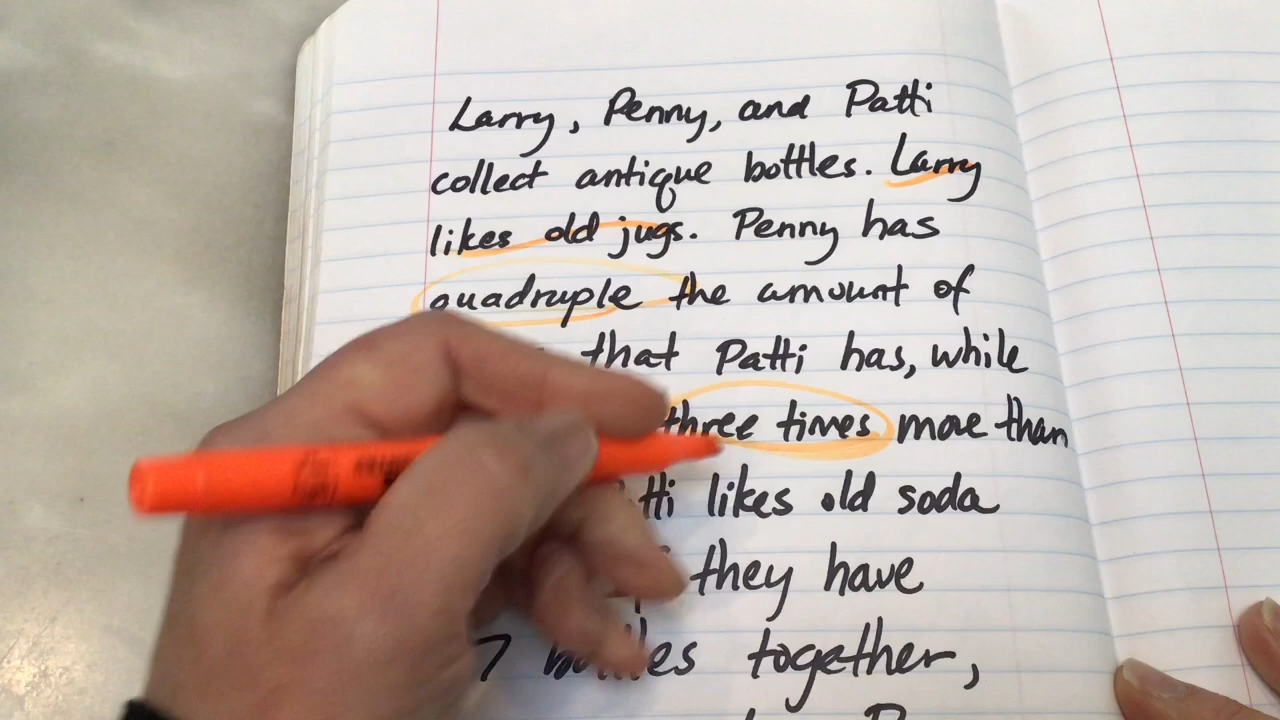 Larry, Penny, and Patti
collect antique bottles. Larry
likes old jugs. Penny has
quadruple the amount of
that Patti has, while
three times more than
likes old soda
they have
7 bottles together,